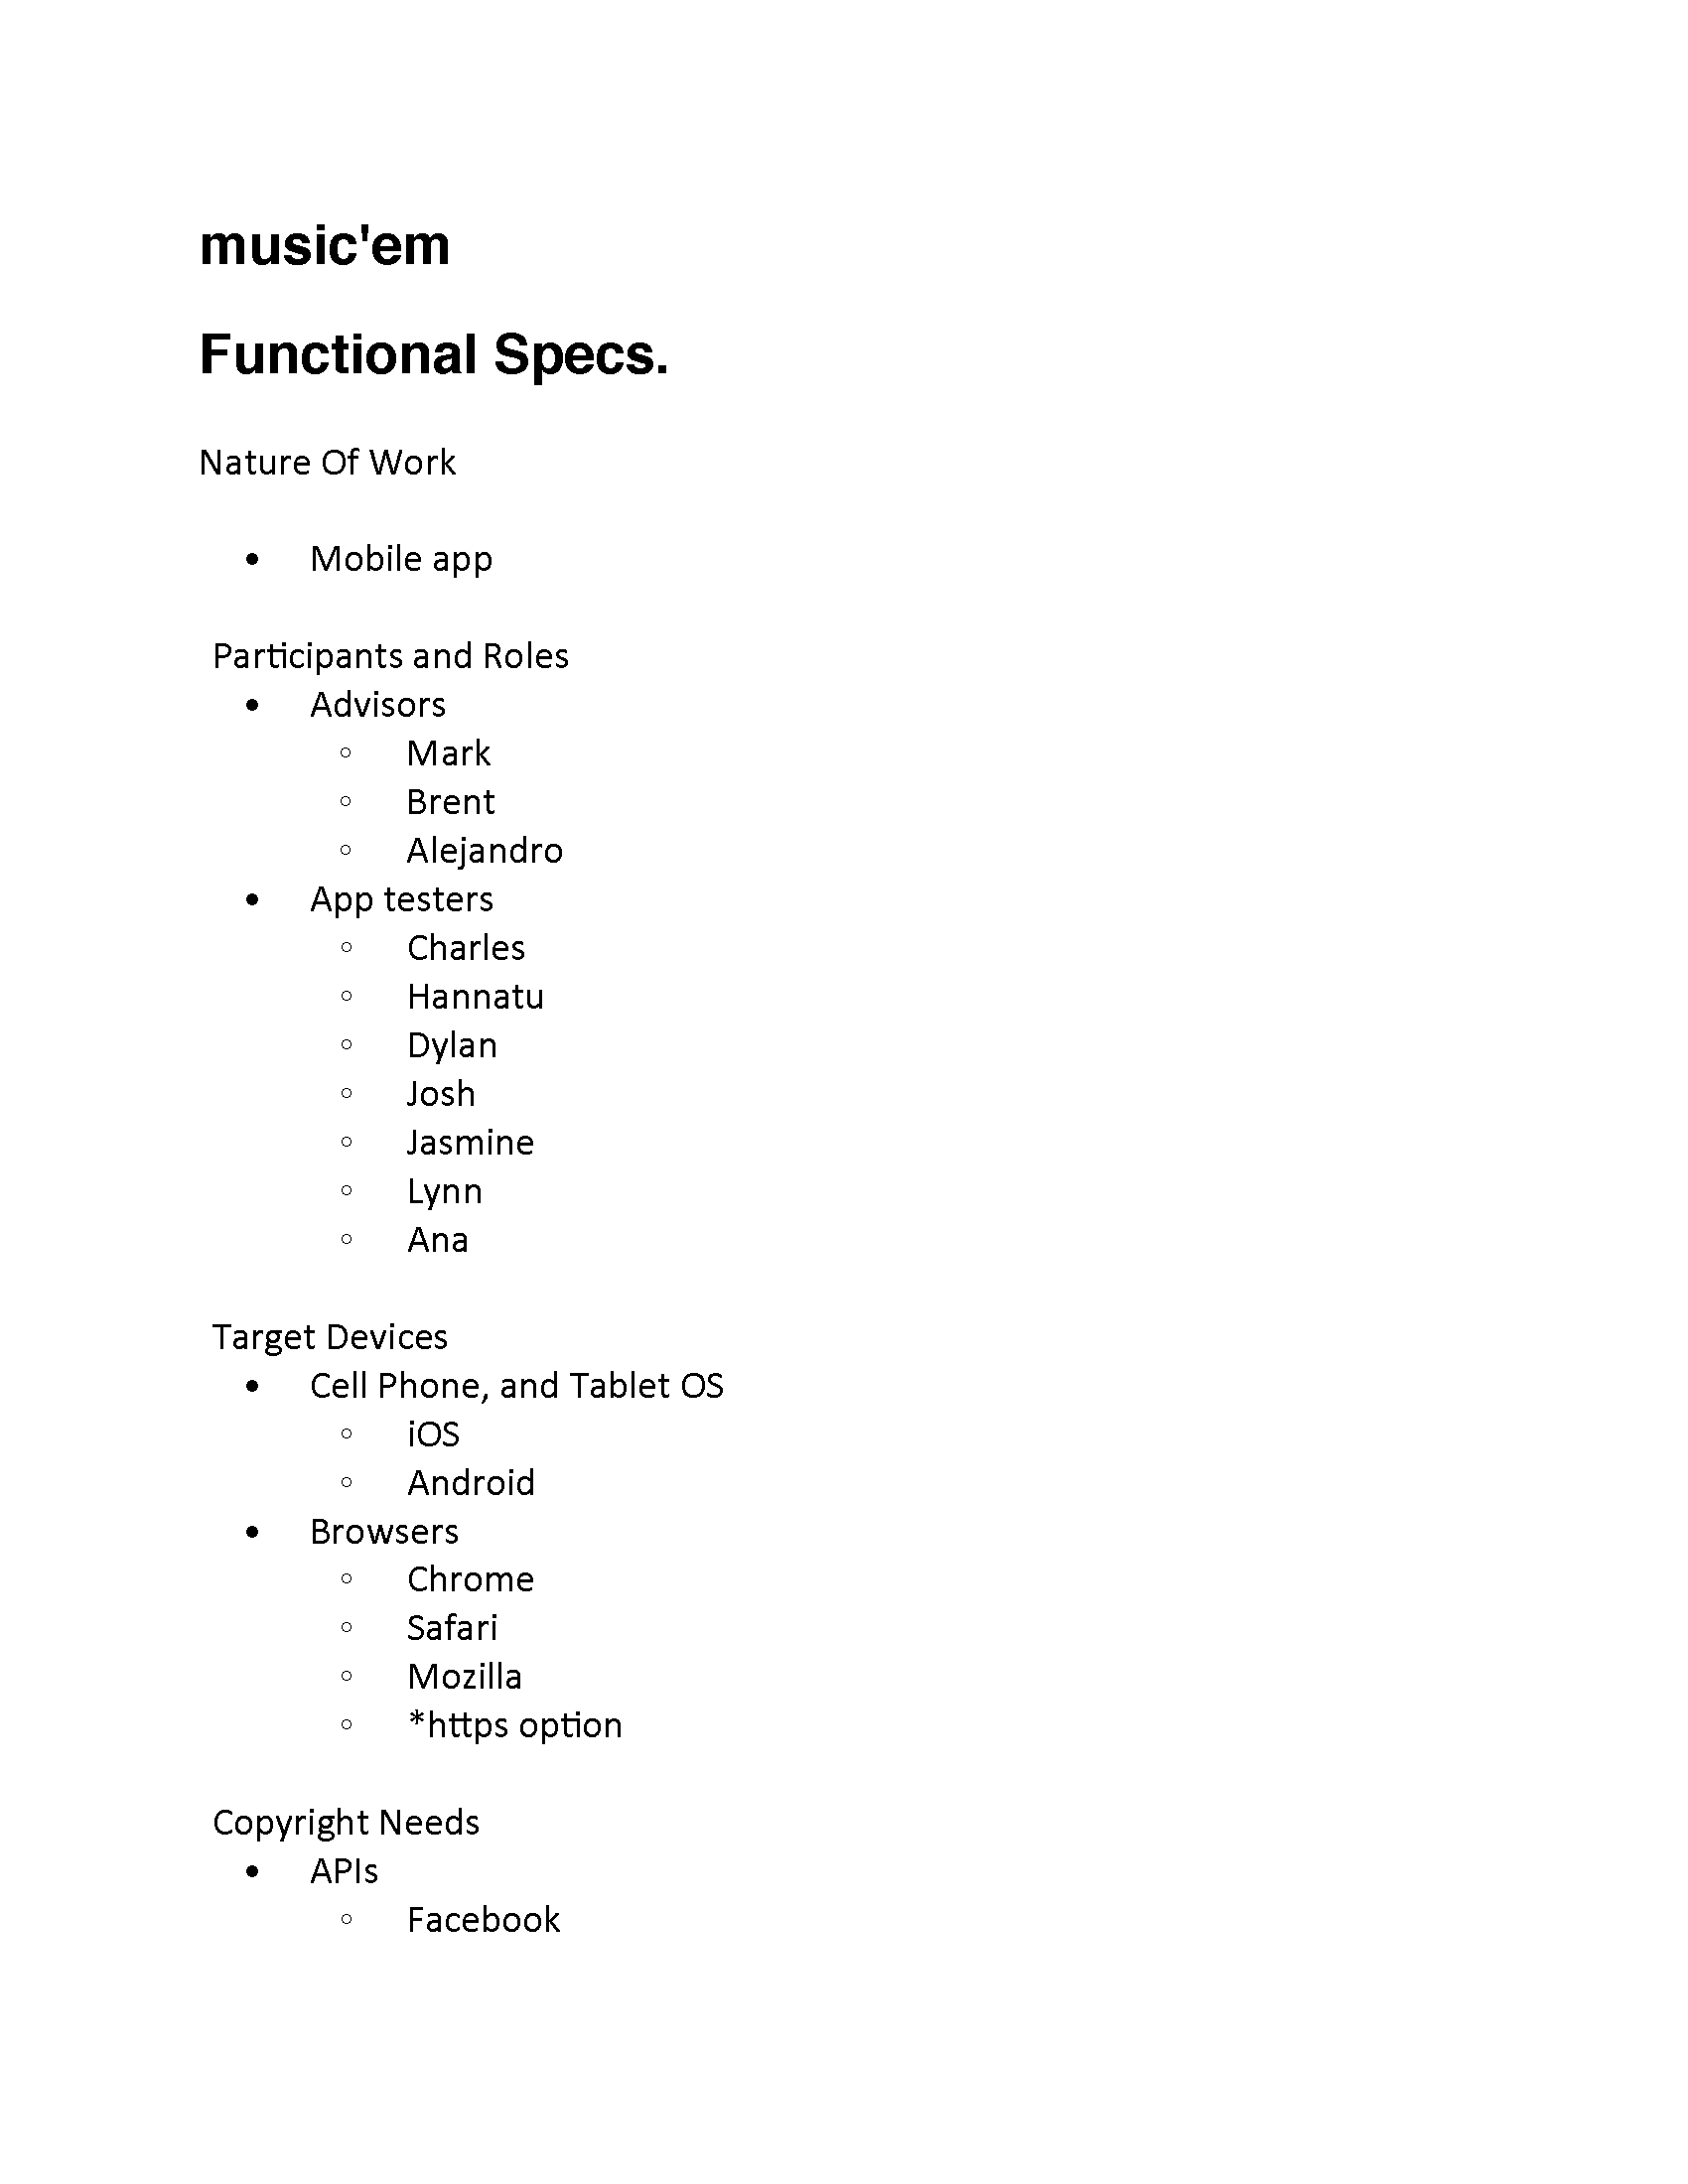 music'em
Functional Specs.
Nature Of Work
• Mobile app
Participants and Roles
• Advisors
◦ Mark
◦ Brent
◦ Alejandro
• App testers
◦ Charles
◦ Hannatu
◦ Dylan
◦ Josh
◦ Jasmine
◦ Lynn
◦ Ana
Target Devices
• Cell Phone, and Tablet OS
◦ iOS
◦ Android
• Browsers
◦ Chrome
◦ Safari
◦ Mozilla
◦ *https option
Copyright Needs
• APIs
◦ Facebook